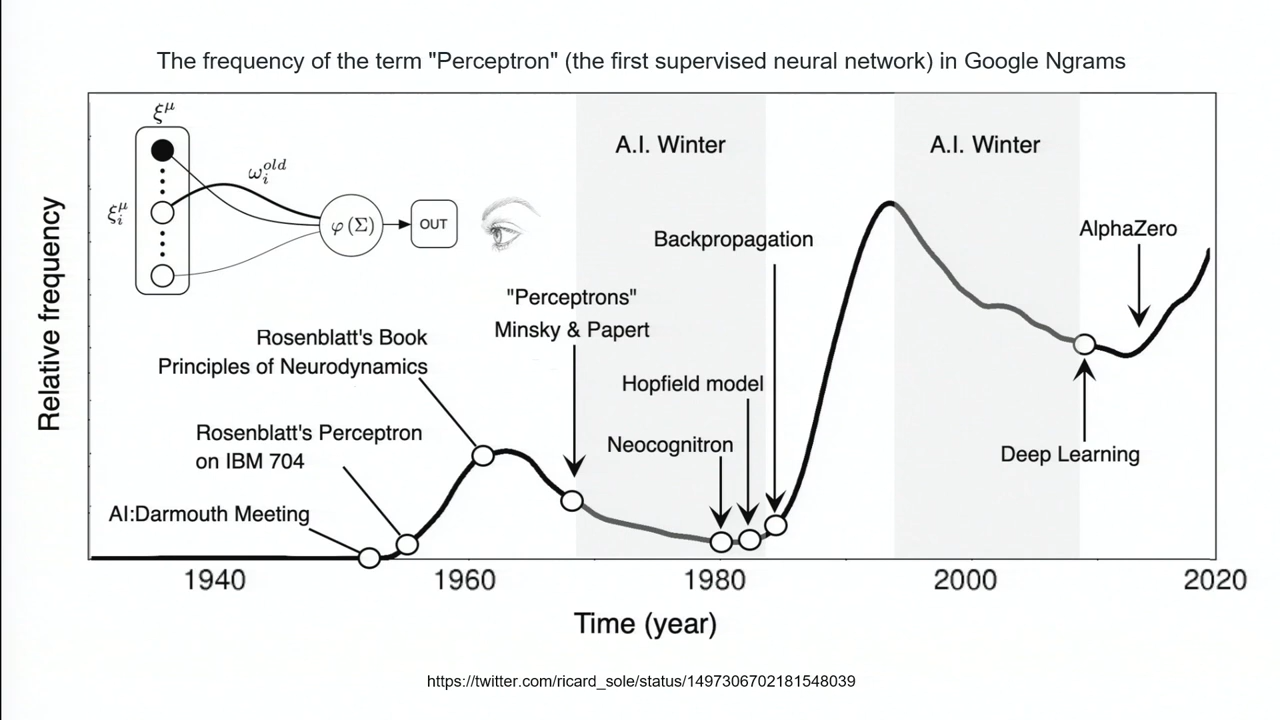 The frequency of the term "Perceptron" (the first supervised neural network) in Google Ngrams
ξ^μ
ω_i^old
ξ_i^μ
φ(Σ)
OUT
A.I. Winter
A.I. Winter
Backpropagation
AlphaZero
"Perceptrons"
Minsky & Papert
Rosenblatt's Book
Principles of Neurodynamics
Hopfield model
Rosenblatt's Perceptron
on IBM 704
Neocognitron
Deep Learning
AI:Darmouth Meeting
Relative frequency
1940
1960
1980
2000
2020
Time (year)
https://twitter.com/ricard_sole/status/1497306702181548039